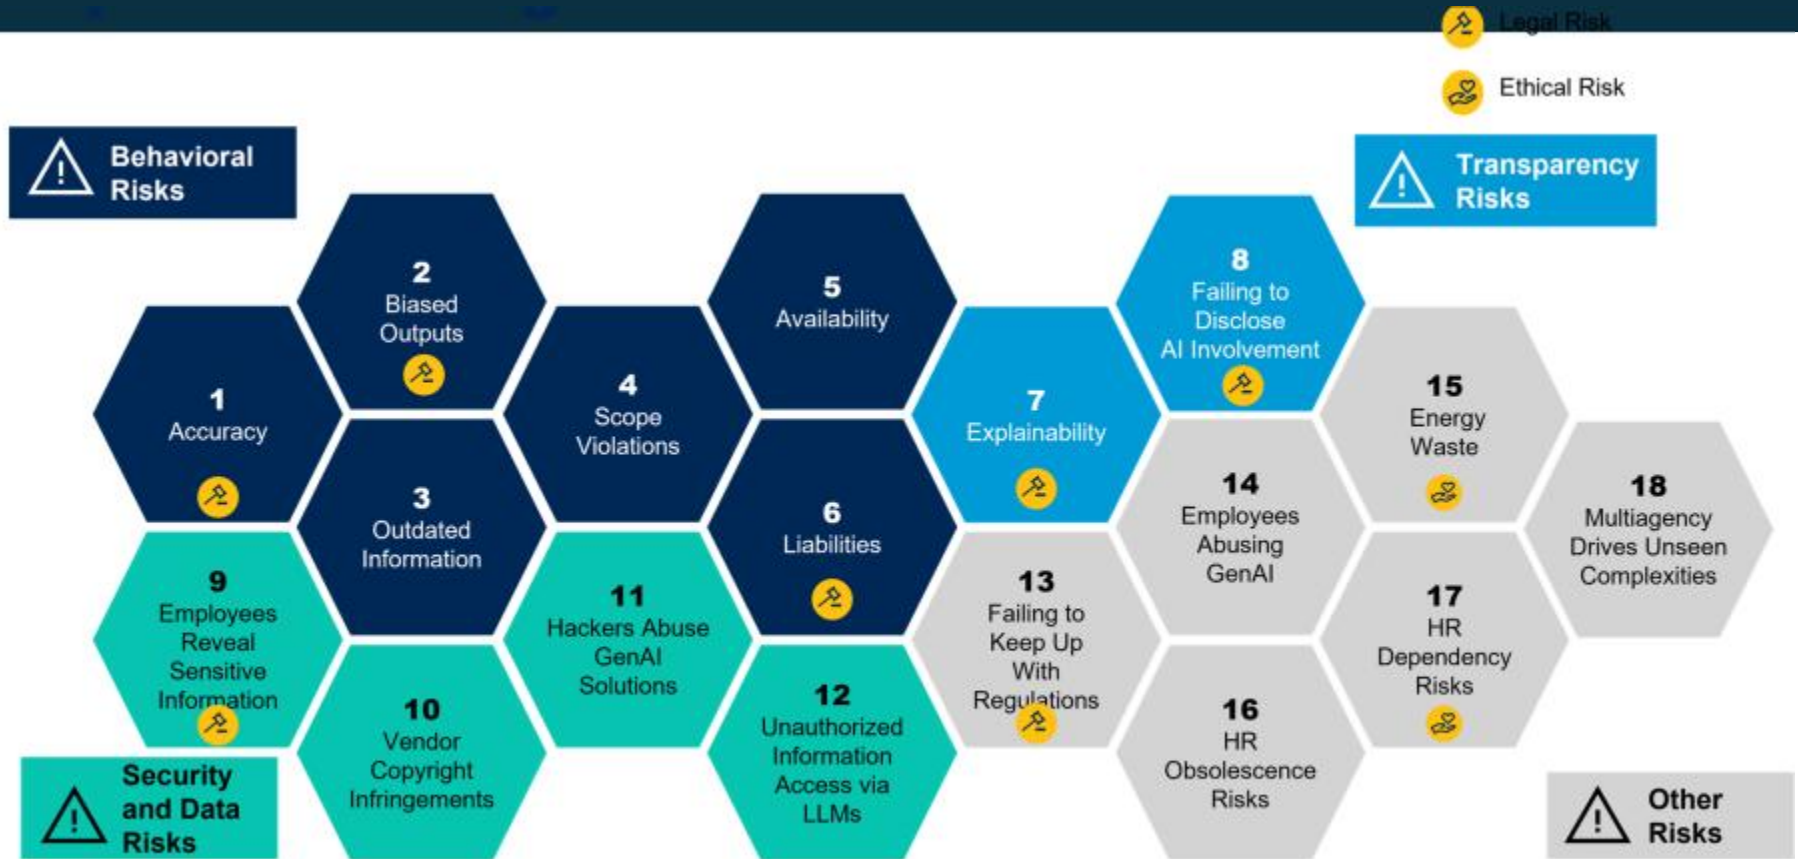 Legal Risk
Ethical Risk
Behavioral
Risks
Transparency
Risks
1
Accuracy
2
Biased
Outputs
3
Outdated
Information
4
Scope
Violations
5
Availability
6
Liabilities
7
Explainability
8
Failing to
Disclose
AI Involvement
9
Employees
Reveal
Sensitive
Information
10
Vendor
Copyright
Infringements
11
Hackers Abuse
GenAI
Solutions
12
Unauthorized
Information
Access via
LLMs
13
Failing to
Keep Up
With
Regulations
14
Employees
Abusing
GenAI
15
Energy
Waste
16
HR
Obsolescence
Risks
17
HR
Dependency
Risks
18
Multiagency
Drives Unseen
Complexities
Security
and Data
Risks
Other
Risks